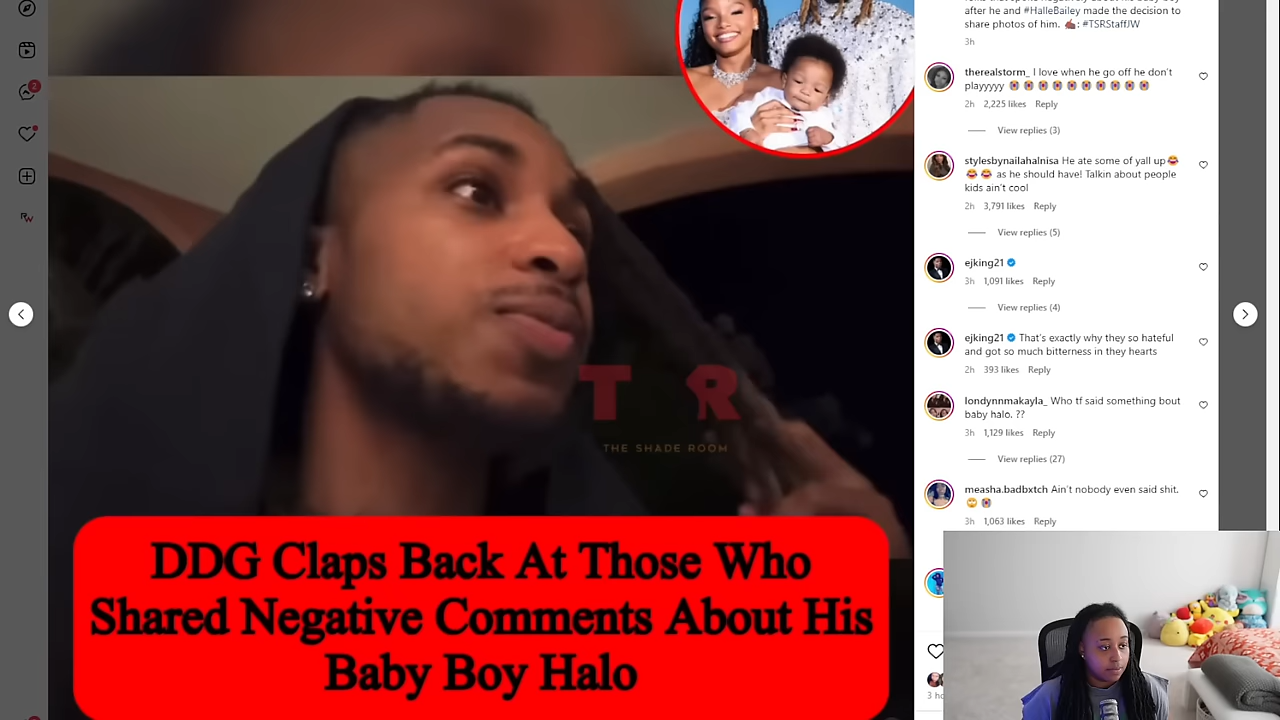 after he and #HalleBailey made the decision to
share photos of him. ✍🏾: #TSRStaffJW
3h
therealstorm_ I love when he go off he don't
playyyyy 😭😭😭😭😭😭😭😭😭😭
2h 2,225 likes Reply
View replies (3)
stylesbynailahalnisa He ate some of yall up😂
😂😂 as he should have! Talkin about people
kids ain't cool
2h 3,791 likes Reply
View replies (5)
ejking21
3h 1,091 likes Reply
View replies (4)
ejking21 That's exactly why they so hateful
and got so much bitterness in they hearts
2h 393 likes Reply
londynnmakayla_ Who tf said something bout
baby halo. ??
3h 1,129 likes Reply
View replies (27)
measha.badbxtch Ain't nobody even said shit.
🙄😭
3h 1,063 likes Reply
2
RW
T R
THE SHADE ROOM
DDG Claps Back At Those Who
Shared Negative Comments About His
Baby Boy Halo